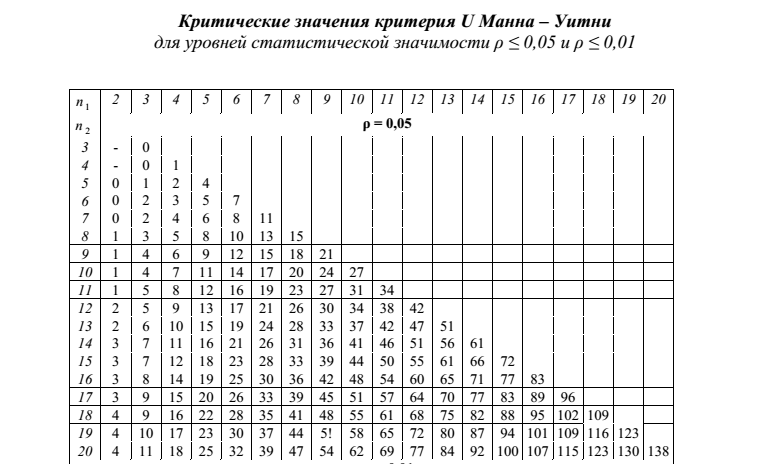 Критические значения критерия U Манна – Уитни
для уровней статистической значимости ρ ≤ 0,05 и ρ ≤ 0,01
n 1 2 3 4 5 6 7 8 9 10 11 12 13 14 15 16 17 18 19 20
n 2 ρ = 0,05
3 - 0
4 - 0 1
5 0 1 2 4
6 0 2 3 5 7
7 0 2 4 6 8 11
8 1 3 5 8 10 13 15
9 1 4 6 9 12 15 18 21
10 1 4 7 11 14 17 20 24 27
11 1 5 8 12 16 19 23 27 31 34
12 2 5 9 13 17 21 26 30 34 38 42
13 2 6 10 15 19 24 28 33 37 42 47 51
14 3 7 11 16 21 26 31 36 41 46 51 56 61
15 3 7 12 18 23 28 33 39 44 50 55 61 66 72
16 3 8 14 19 25 30 36 42 48 54 60 65 71 77 83
17 3 9 15 20 26 33 39 45 51 57 64 70 77 83 89 96
18 4 9 16 22 28 35 41 48 55 61 68 75 82 88 95 102 109
19 4 10 17 23 30 37 44 5! 58 65 72 80 87 94 101 109 116 123
20 4 11 18 25 32 39 47 54 62 69 77 84 92 100 107 115 123 130 138